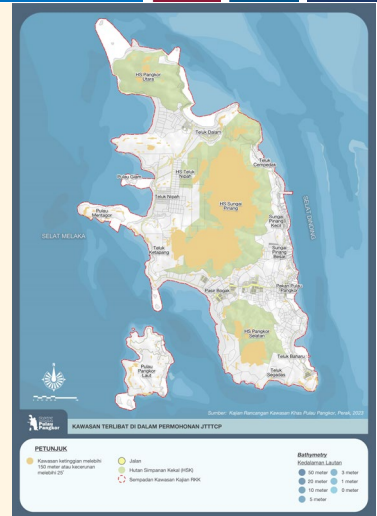 HS Pangkor
Utara
Teluk Dalam
Teluk
Cempedak
HS Teluk
Nipah
Pulau Giam
Teluk Nipah
HS Sungai
Pinang
Pulau
Mentagor
SELAT MELAKA
SELAT DINDING
Sungai
Pinang
Kecil
Teluk
Ketapang
Sungai
Pinang
Besar
Pasir Bogak
Pekan Pulau
Pangkor
HS Pangkor
Selatan
Teluk Baharu
Pulau
Pangkor
Laut
Teluk
Segadas
Sumber: Kajian Rancangan Kawasan Khas Pulau Pangkor, Perak, 2023
Pulau
Pangkor
KAWASAN TERLIBAT DI DALAM PERMOHONAN JTTTCP
PETUNJUK
Kawasan ketinggian melebihi
150 meter atau kecerunan
melebihi 25°
Jalan
Hutan Simpanan Kekal (HSK)
Sempadan Kawasan Kajian RKK
Bathymetry
Kedalaman Lautan
50 meter 3 meter
20 meter 1 meter
10 meter 0 meter
5 meter